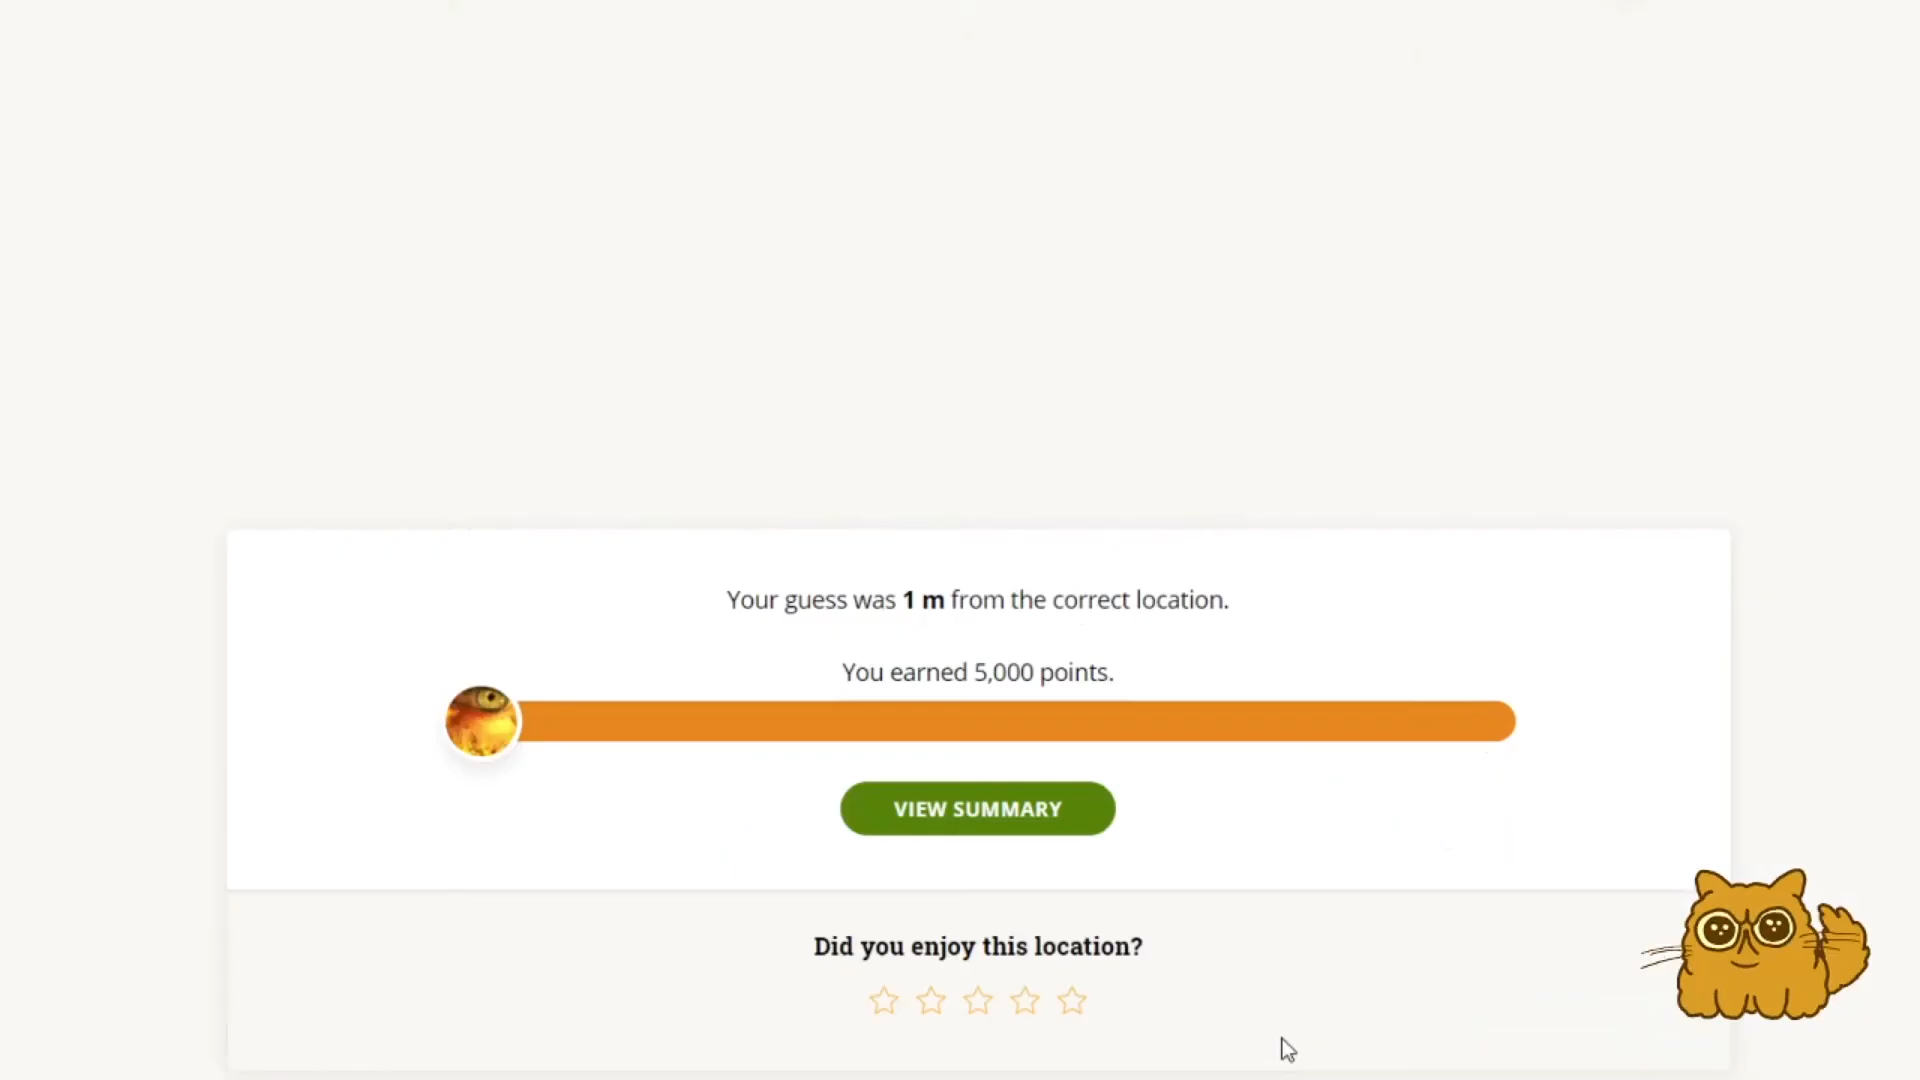 Your guess was 1 m from the correct location.
You earned 5,000 points.
VIEW SUMMARY
Did you enjoy this location?